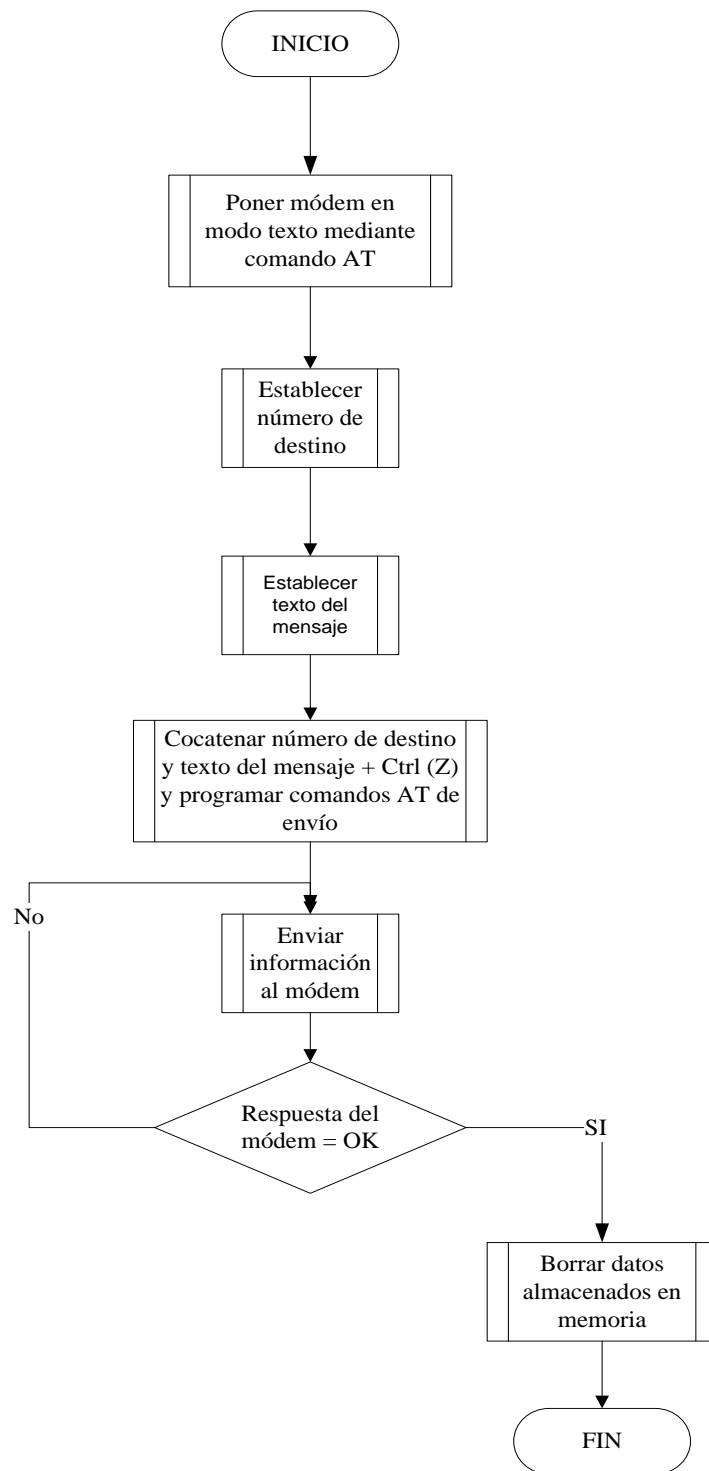 INICIO
Poner módem en
modo texto mediante
comando AT
Establecer
número de
destino
Establecer
texto del
mensaje
Cocatenar número de destino
y texto del mensaje + Ctrl (Z)
y programar comandos AT de
envío
No
Enviar
información
al módem
Respuesta del
módem = OK
SI
Borrar datos
almacenados en
memoria
FIN